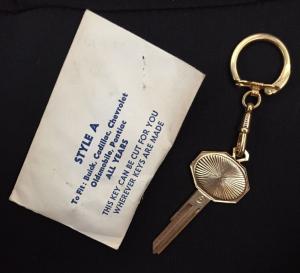 STYLE A
To Fit: Buick, Cadillac, Chevrolet
Oldsmobile, Pontiac
ALL YEARS
THIS KEY CAN BE CUT FOR YOU
WHEREVER KEYS ARE MADE